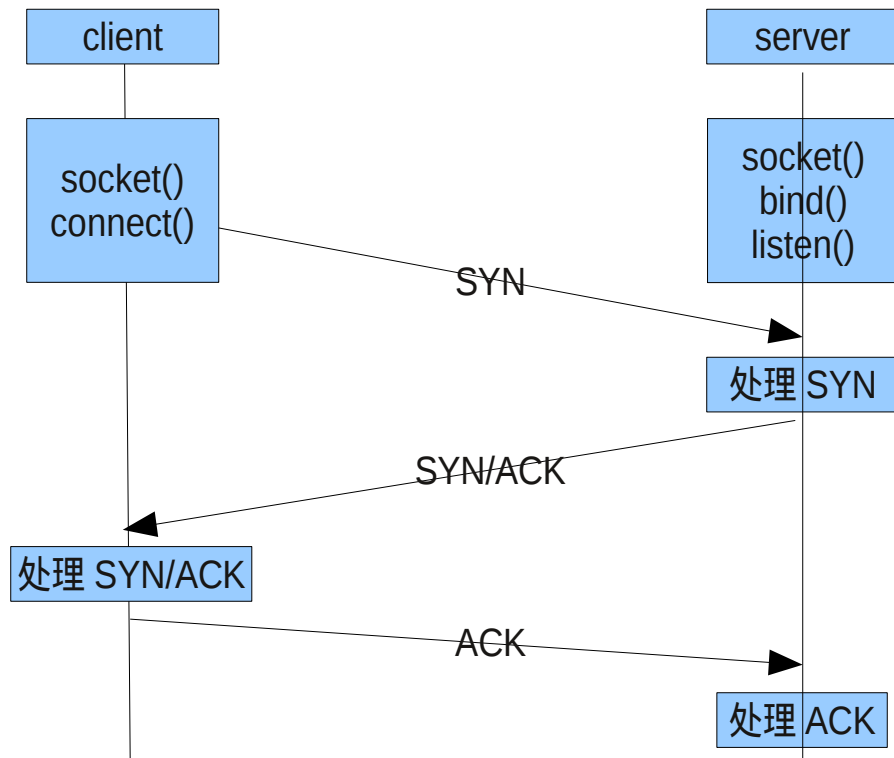 client
server
socket()
connect()
socket()
bind()
listen()
SYN
处理 SYN
SYN/ACK
处理 SYN/ACK
ACK
处理 ACK